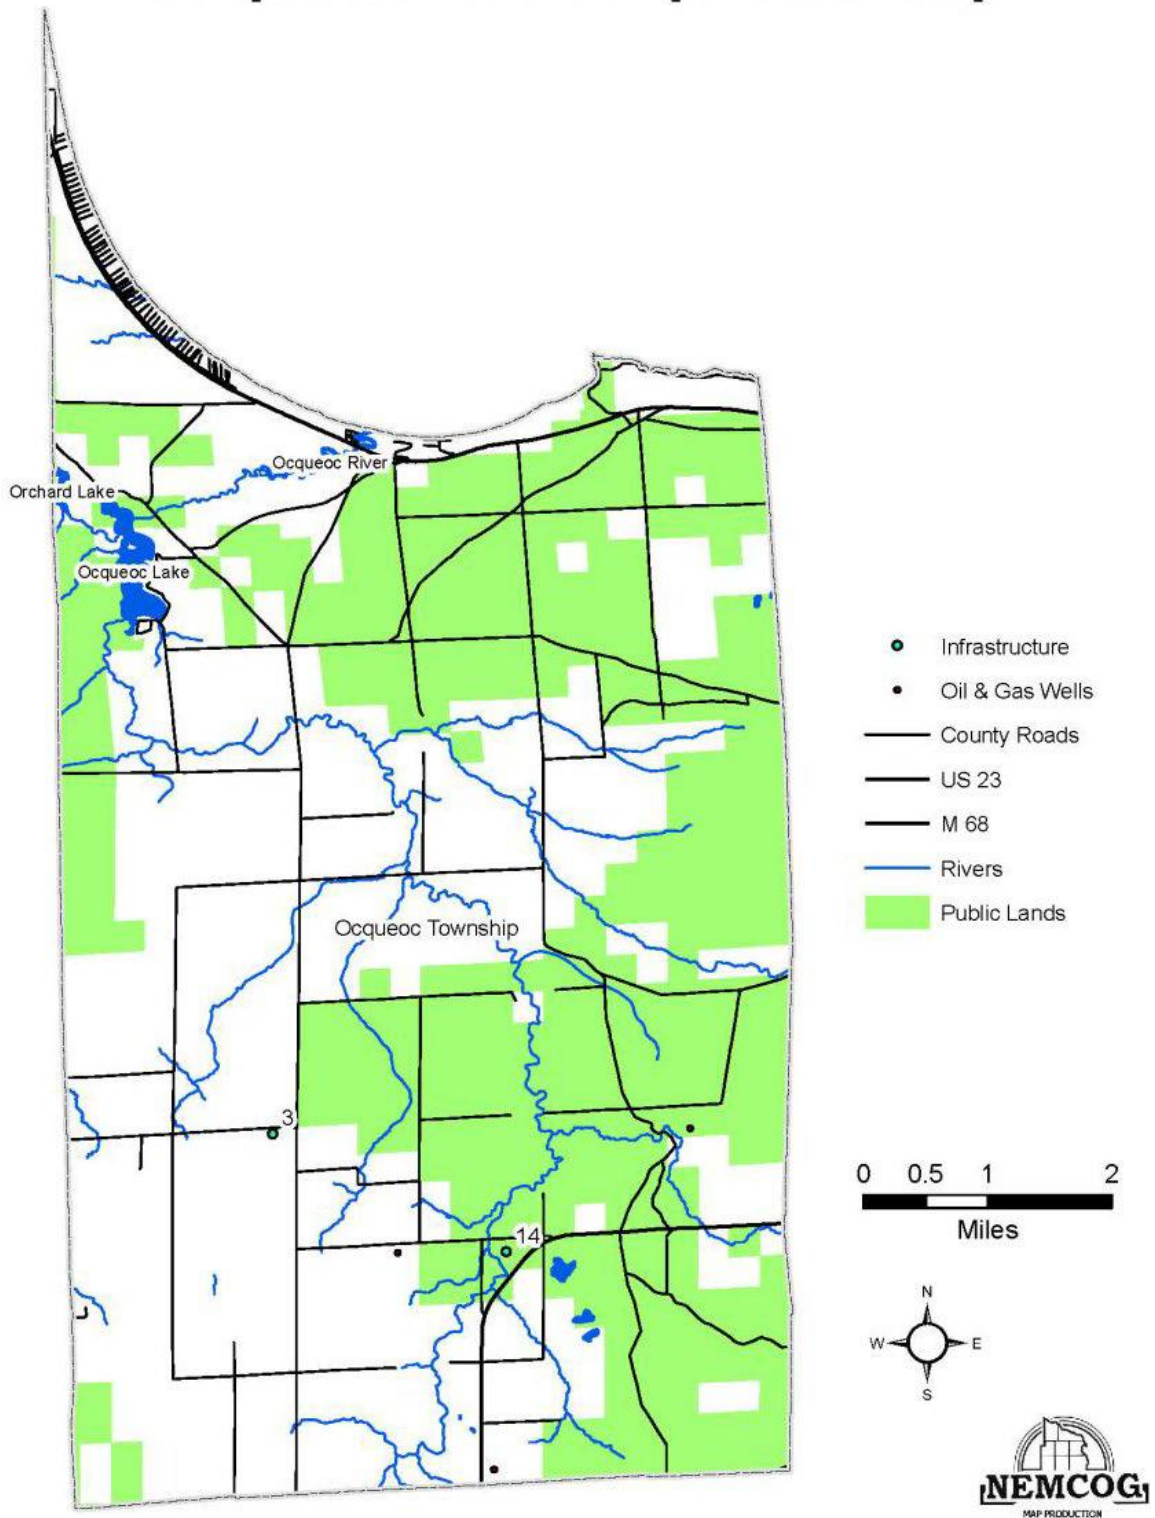 Ocqueoc River
Orchard Lake
Ocqueoc Lake
Infrastructure
Oil & Gas Wells
County Roads
US 23
M 68
Rivers
Public Lands
Ocqueoc Township
3
14
0 0.5 1 2
Miles
N
W E
S
NEMCOG
MAP PRODUCTION